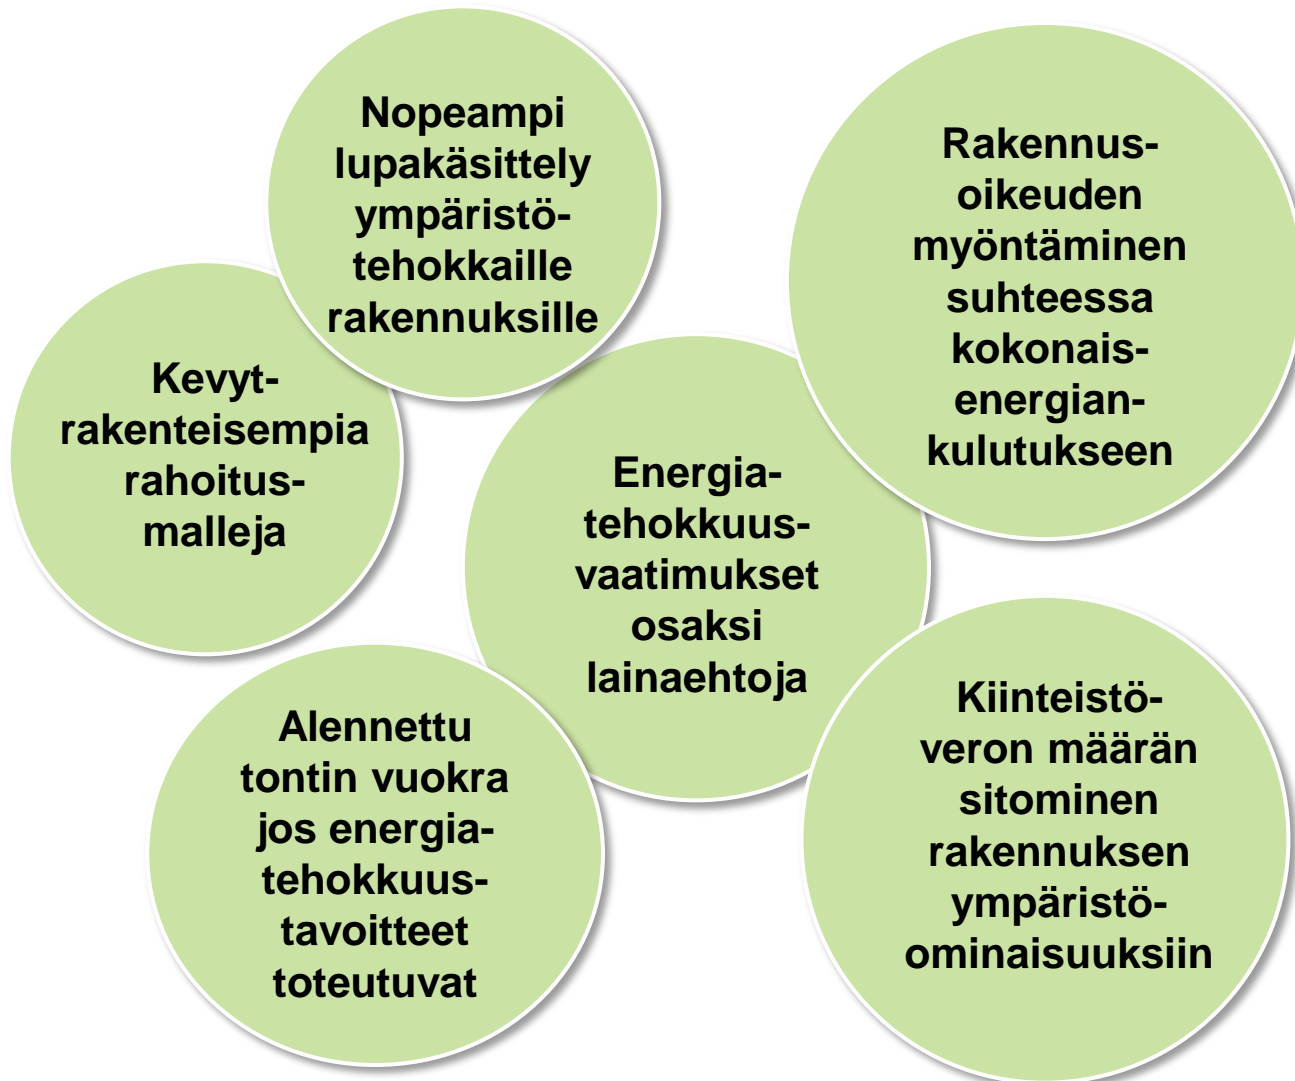 Nopeampi
lupakäsittely
ympäristö-
tehokkaille
rakennuksille
Rakennus-
oikeuden
myöntäminen
suhteessa
kokonais-
energian-
kulutukseen
Kevyt-
rakenteisempia
rahoitus-
malleja
Energia-
tehokkuus-
vaatimukset
osaksi
lainaehtoja
Alennettu
tontin vuokra
jos energia-
tehokkuus-
tavoitteet
toteutuvat
Kiinteistö-
veron määrän
sitominen
rakennuksen
ympäristö-
ominaisuuksiin